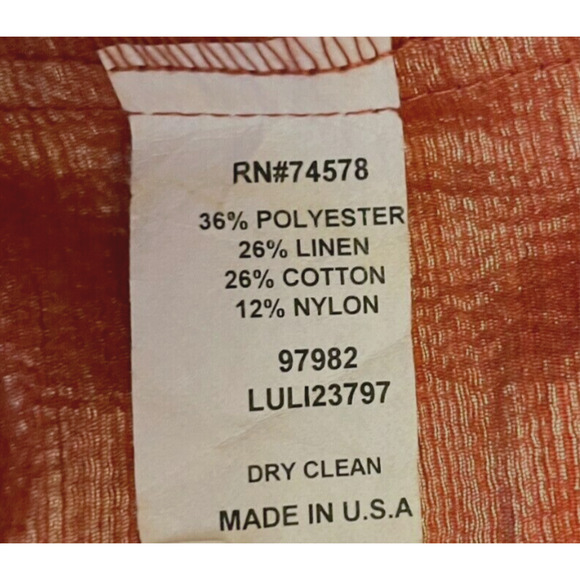 RN#74578
36% POLYESTER
26% LINEN
26% COTTON
12% NYLON
97982
LULI23797
DRY CLEAN
MADE IN U.S.A